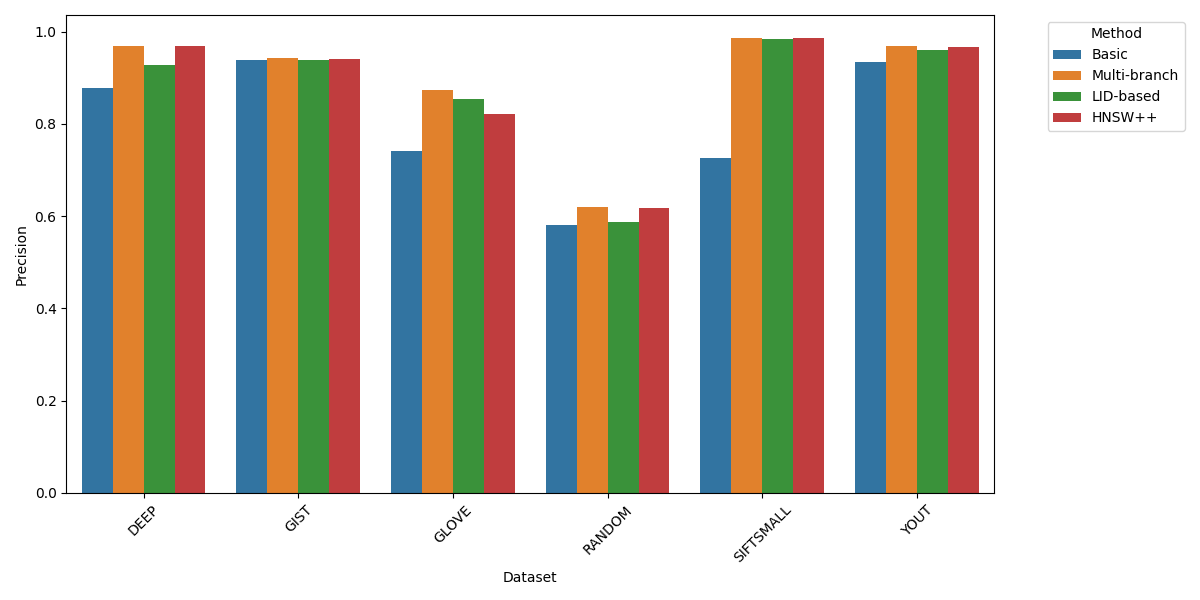 Method
Basic
Multi-branch
LID-based
HNSW++
Precision
1.0
0.8
0.6
0.4
0.2
0.0
DEEP
GIST
GLOVE
RANDOM
SIFTSMALL
YOUT
Dataset